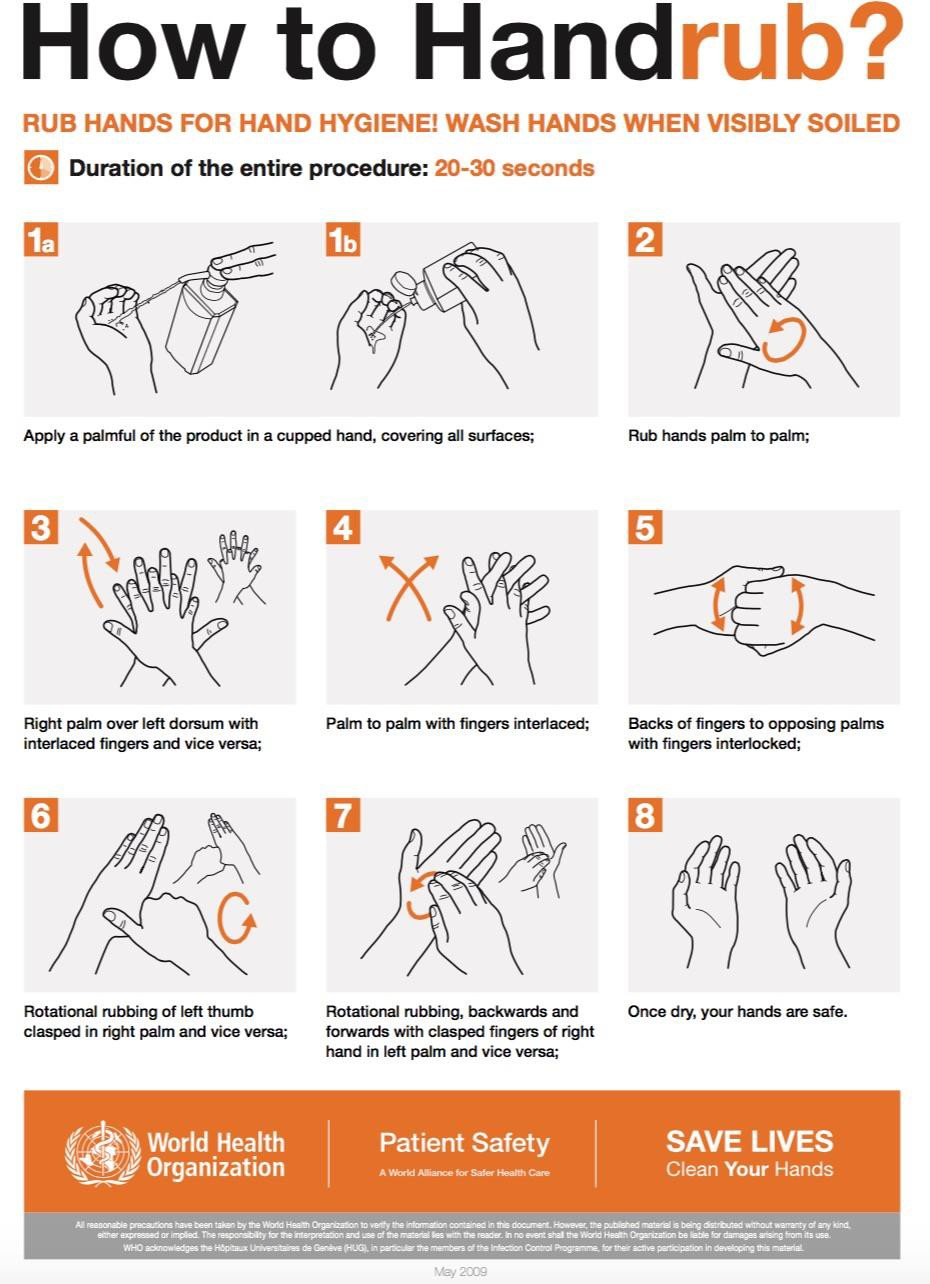 How to Handrub?
RUB HANDS FOR HAND HYGIENE! WASH HANDS WHEN VISIBLY SOILED
Duration of the entire procedure: 20-30 seconds
1a
1b
Apply a palmful of the product in a cupped hand, covering all surfaces;
2
Rub hands palm to palm;
3
Right palm over left dorsum with
interlaced fingers and vice versa;
4
Palm to palm with fingers interlaced;
5
Backs of fingers to opposing palms
with fingers interlocked;
6
Rotational rubbing of left thumb
clasped in right palm and vice versa;
7
Rotational rubbing, backwards and
forwards with clasped fingers of right
hand in left palm and vice versa;
8
Once dry, your hands are safe.
World Health
Organization
Patient Safety
A World Alliance for Safer Health Care
SAVE LIVES
Clean Your Hands
All reasonable precautions have been taken by the World Health Organization to verify the information contained in this document. However, the published material is being distributed without warranty of any kind,
either expressed or implied. The responsibility for the interpretation and use of the material lies with the reader. In no event shall the World Health Organization be liable for damages arising from its use.
WHO acknowledges the Hôpitaux Universitaires de Genève (HUG), in particular the members of the Infection Control Programme, for their active participation in developing this material.
May 2009